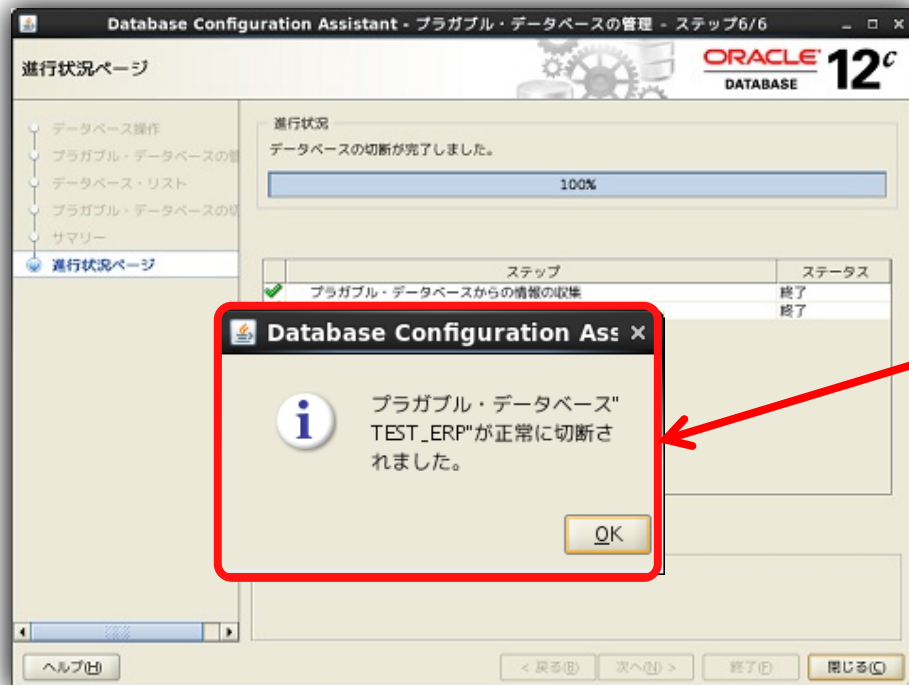 Database Configuration Assistant - プラガブル・データベースの管理 - ステップ6/6
進行状況ページ
ORACLE
DATABASE
12c
データベース操作
プラガブル・データベースの
データベース・リスト
プラガブル・データベースの
サマリー
進行状況ページ
進行状況
データベースの切断が完了しました。
100%
ステップ
ステータス
プラガブル・データベースからの情報の収集
終了
終了
Database Configuration Ass
プラガブル・データベース"
TEST_ERP"が正常に切断さ
れました。
OK
ヘルプ(H)
< 戻る(B)
次へ(N) >
終了(F)
閉じる(C)